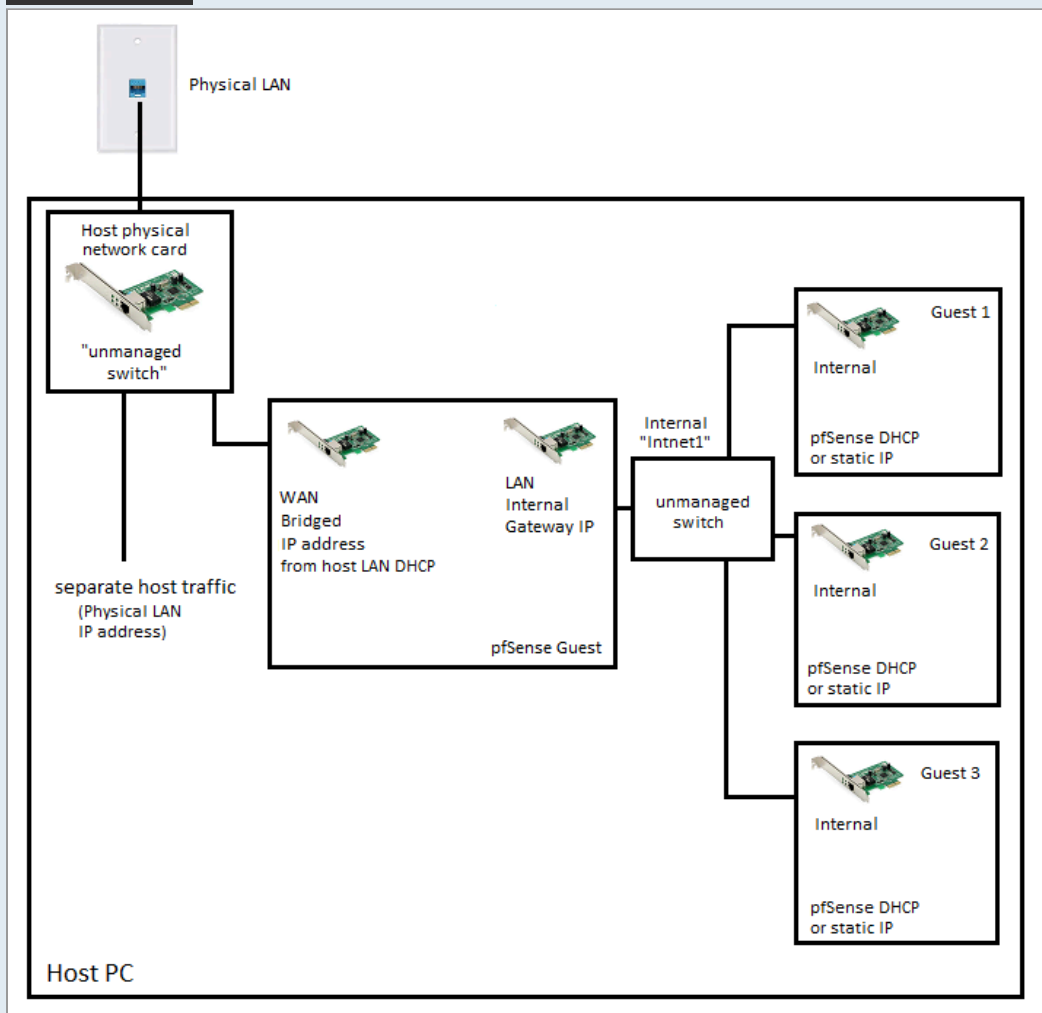 Physical LAN
Host physical
network card
"unmanaged
switch"
separate host traffic
(Physical LAN
IP address)
WAN
Bridged
IP address
from host LAN DHCP
LAN
Internal
Gateway IP
pfSense Guest
Internal
"Intnet1"
unmanaged
switch
Guest 1
Internal
pfSense DHCP
or static IP
Guest 2
Internal
pfSense DHCP
or static IP
Guest 3
Internal
pfSense DHCP
or static IP
Host PC